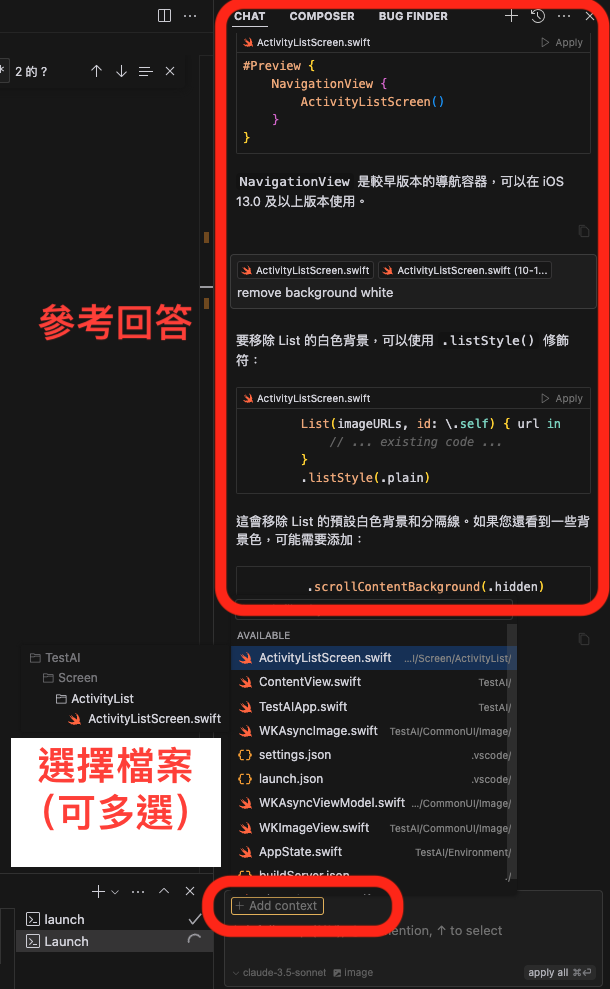 CHAT COMPOSER BUG FINDER
ActivityListScreen.swift Apply
#Preview {
NavigationView {
ActivityListScreen()
}
}
NavigationView 是較早版本的導航容器，可以在 iOS
13.0 及以上版本使用。
ActivityListScreen.swift ActivityListScreen.swift (10-1...
remove background white
要移除 List 的白色背景，可以使用 .listStyle() 修飾
符：
ActivityListScreen.swift Apply
List(imageURLs, id: \.self) { url in
// ... existing code ...
}
.listStyle(.plain)
這會移除 List 的預設白色背景和分隔線。如果您還看到一些背
景色，可能需要添加：
.scrollContentBackground(.hidden)
2 的？
參考回答
AVAILABLE
ActivityListScreen.swift ...I/Screen/ActivityList/
ContentView.swift TestAI/
TestAIApp.swift TestAI/
WKAsyncImage.swift TestAI/CommonUI/Image/
settings.json .vscode/
launch.json .vscode/
WKAsyncViewModel.swift .../CommonUI/Image/
WKImageView.swift TestAI/CommonUI/Image/
AppState.swift TestAI/Environment/
buildServer.json ./
TestAI
Screen
ActivityList
ActivityListScreen.swift
選擇檔案
(可多選)
launch
Launch
+ Add context
mention, ↑ to select
claude-3.5-sonnet image apply all ⌘⏎